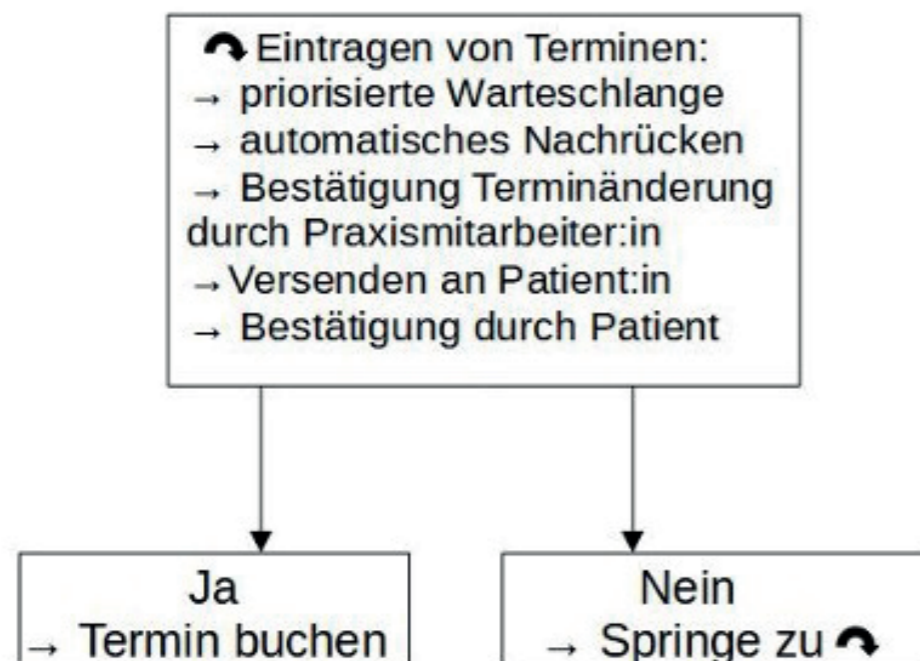 ↷ Eintragen von Terminen:
→ priorisierte Warteschlange
→ automatisches Nachrücken
→ Bestätigung Terminänderung
durch Praxismitarbeiter:in
→Versenden an Patient:in
→ Bestätigung durch Patient
Ja
→ Termin buchen
Nein
→ Springe zu ↷